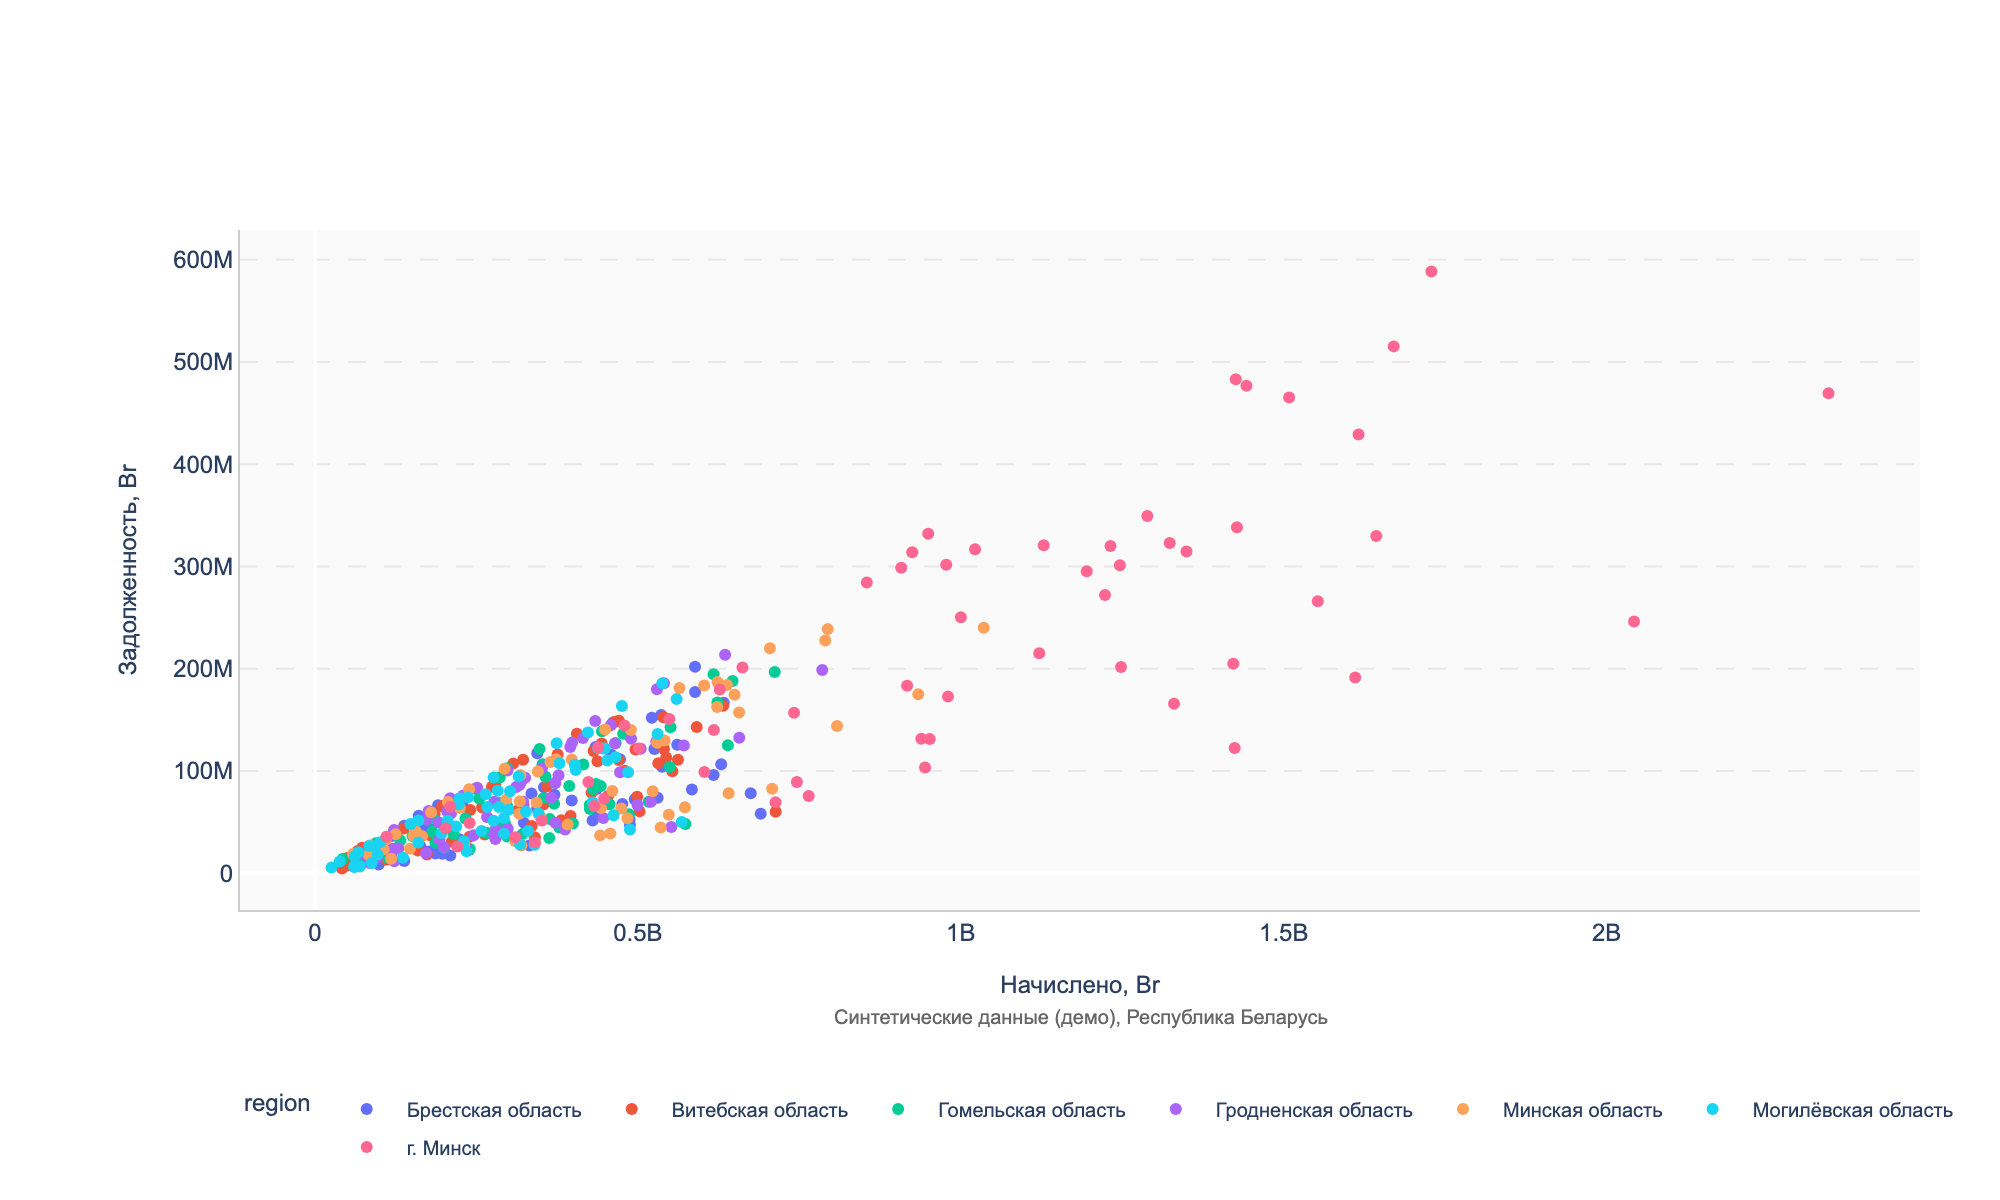 600M
500M
400M
300M
200M
100M
0
Задолженность, Br
0 0.5B 1B 1.5B 2B
Начислено, Br
Синтетические данные (демо), Республика Беларусь
region Брестская область Витебская область Гомельская область Гродненская область Минская область Могилёвская область
г. Минск